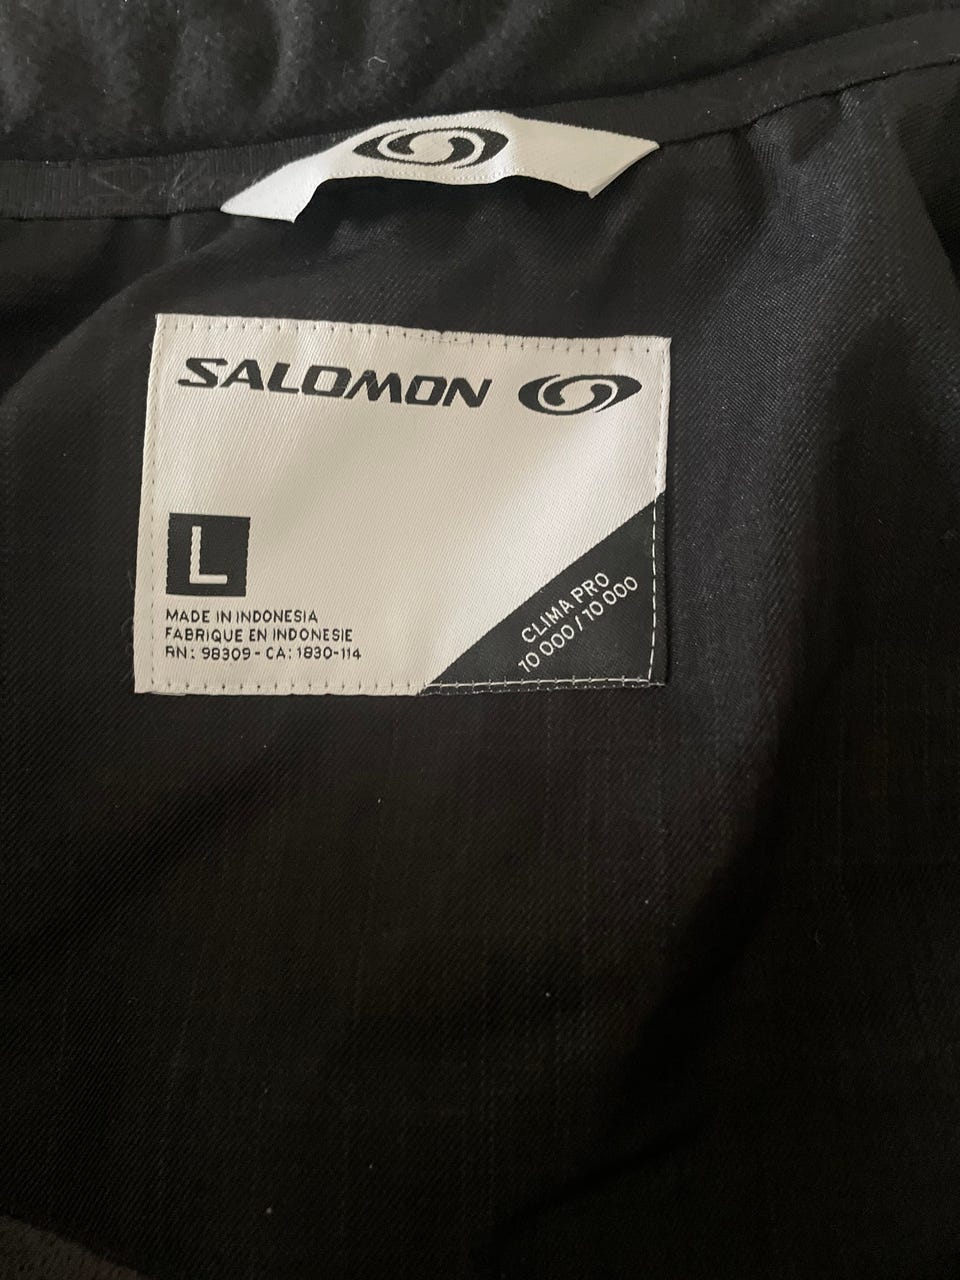 SALOMON
L
MADE IN INDONESIA
FABRIQUE EN INDONESIE
RN: 98309 - CA: 1830-114
CLIMA PRO
10 000 / 10 000